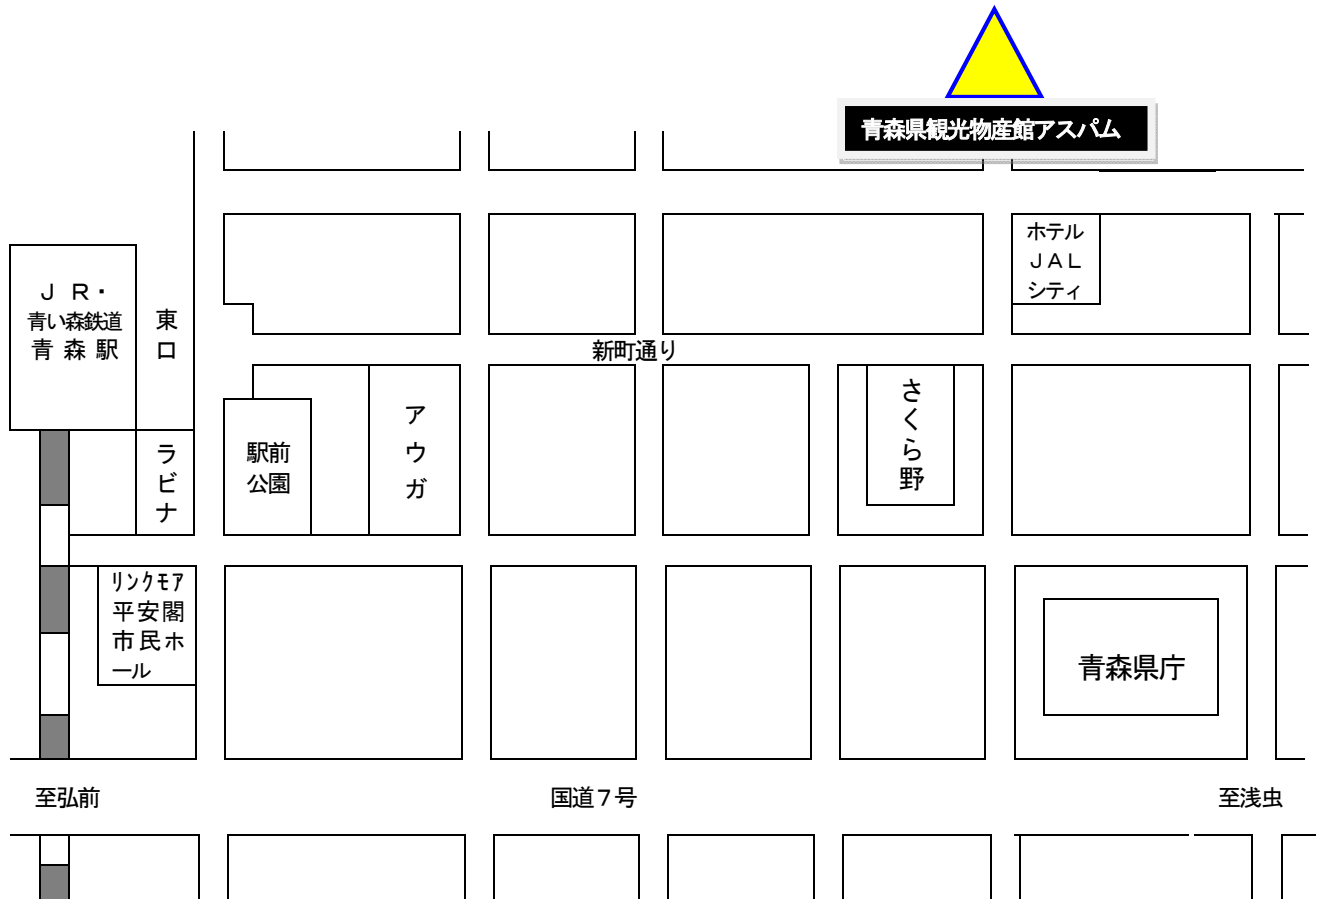 青森県観光物産館アスパム
ホテル
ＪＡＬ
シティ
Ｊ Ｒ・
青い森鉄道
青 森 駅
東
口
新町通り
さ
く
ら
野
ア
ウ
ガ
駅前
公園
ラ
ビ
ナ
ﾘﾝｸﾓｱ
平安閣
市民ホ
ール
青森県庁
至弘前
国道７号
至浅虫